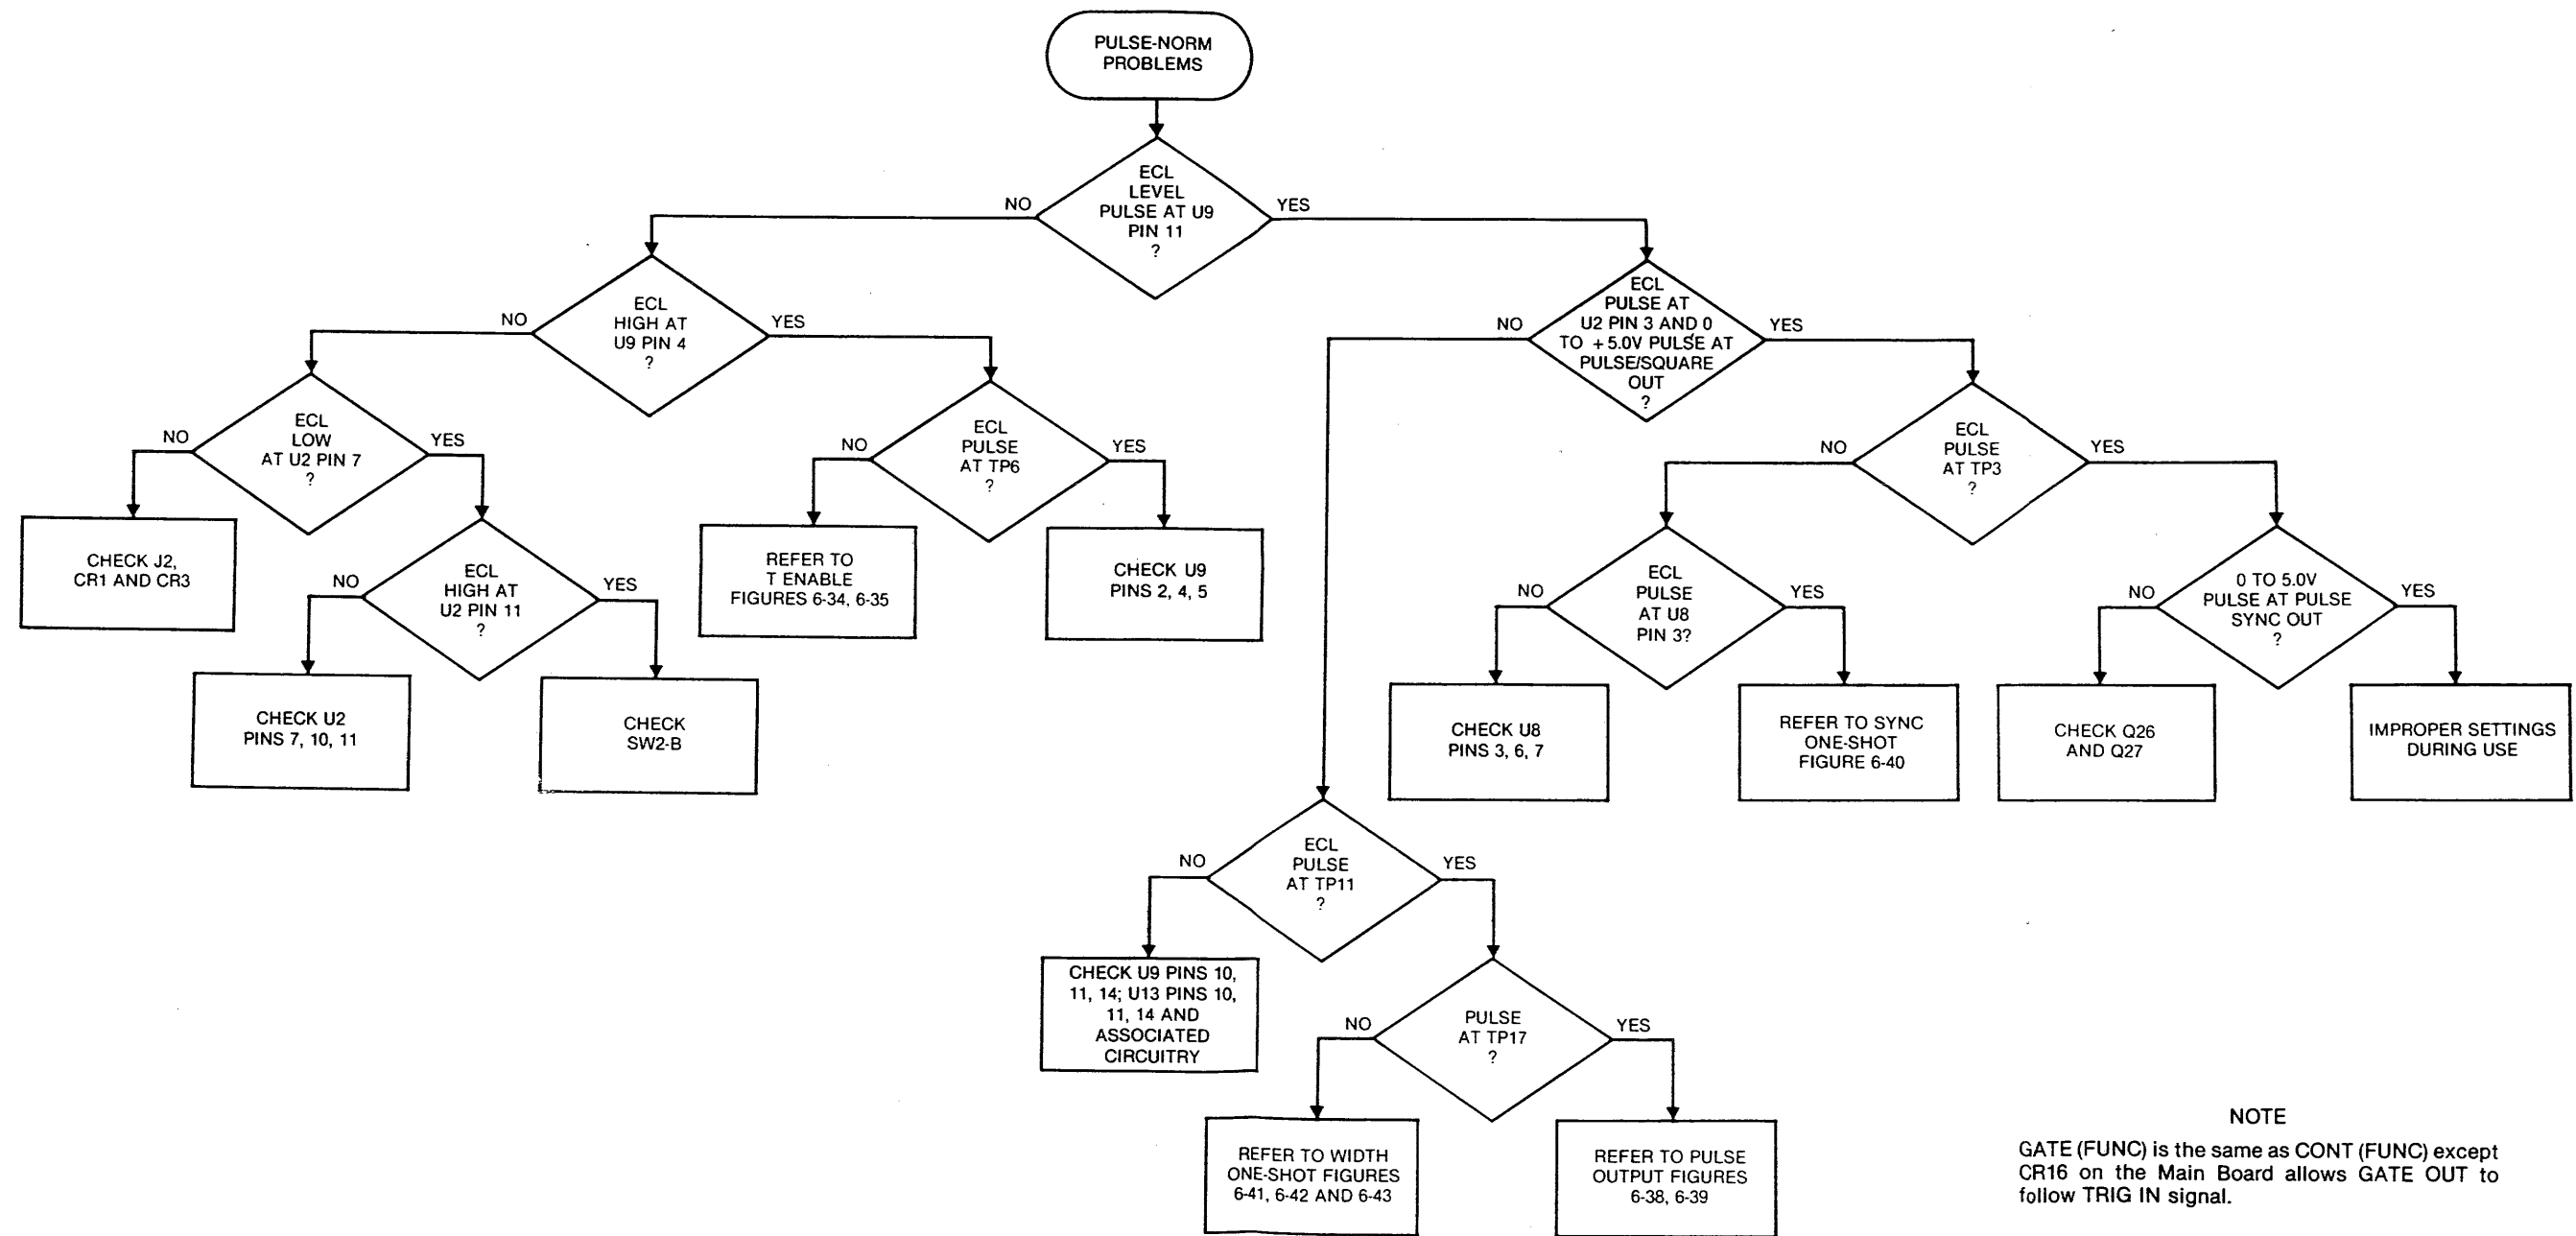 PULSE-NORM
PROBLEMS
ECL
LEVEL
PULSE AT U9
PIN 11
?
NO
YES
ECL
HIGH AT
U9 PIN 4
?
NO
YES
ECL
PULSE AT
U2 PIN 3 AND 0
TO +5.0V PULSE AT
PULSE/SQUARE
OUT
?
NO
YES
ECL
LOW
AT U2 PIN 7
?
NO
YES
ECL
PULSE
AT TP6
?
NO
YES
ECL
PULSE
AT TP3
?
NO
YES
CHECK J2,
CR1 AND CR3
ECL
HIGH AT
U2 PIN 11
?
NO
YES
REFER TO
T ENABLE
FIGURES 6-34, 6-35
CHECK U9
PINS 2, 4, 5
ECL
PULSE
AT U8
PIN 3?
NO
YES
0 TO 5.0V
PULSE AT PULSE
SYNC OUT
?
NO
YES
CHECK U2
PINS 7, 10, 11
CHECK
SW2-B
CHECK U8
PINS 3, 6, 7
REFER TO SYNC
ONE-SHOT
FIGURE 6-40
CHECK Q26
AND Q27
IMPROPER SETTINGS
DURING USE
ECL
PULSE
AT TP11
?
NO
YES
CHECK U9 PINS 10,
11, 14; U13 PINS 10,
11, 14 AND
ASSOCIATED
CIRCUITRY
PULSE
AT TP17
?
NO
YES
REFER TO WIDTH
ONE-SHOT FIGURES
6-41, 6-42 AND 6-43
REFER TO PULSE
OUTPUT FIGURES
6-38, 6-39
NOTE
GATE (FUNC) is the same as CONT (FUNC) except
CR16 on the Main Board allows GATE OUT to
follow TRIG IN signal.